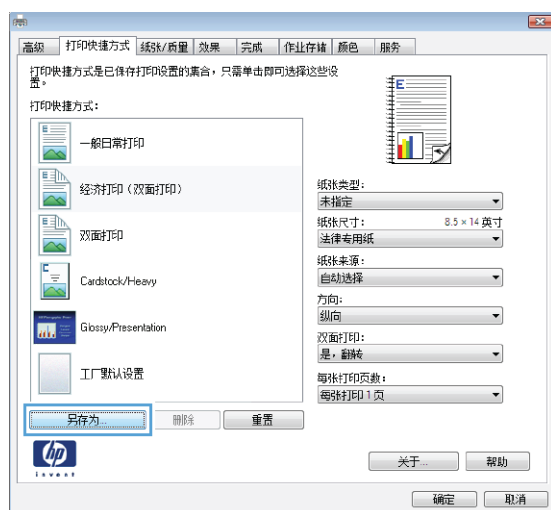 高级 打印快捷方式 纸张/质量 效果 完成 作业存储 颜色 服务
打印快捷方式是已保存打印设置的集合，只需单击即可选择这些设
置。
打印快捷方式：
一般日常打印
经济打印（双面打印）
双面打印
Cardstock/Heavy
Glossy/Presentation
工厂默认设置
另存为... 删除 重置
纸张类型：
未指定
纸张尺寸： 8.5 × 14 英寸
法律专用纸
纸张来源：
自动选择
方向：
纵向
双面打印：
是，翻转
每张打印页数：
每张打印 1 页
hp
invent
关于... 帮助
确定 取消